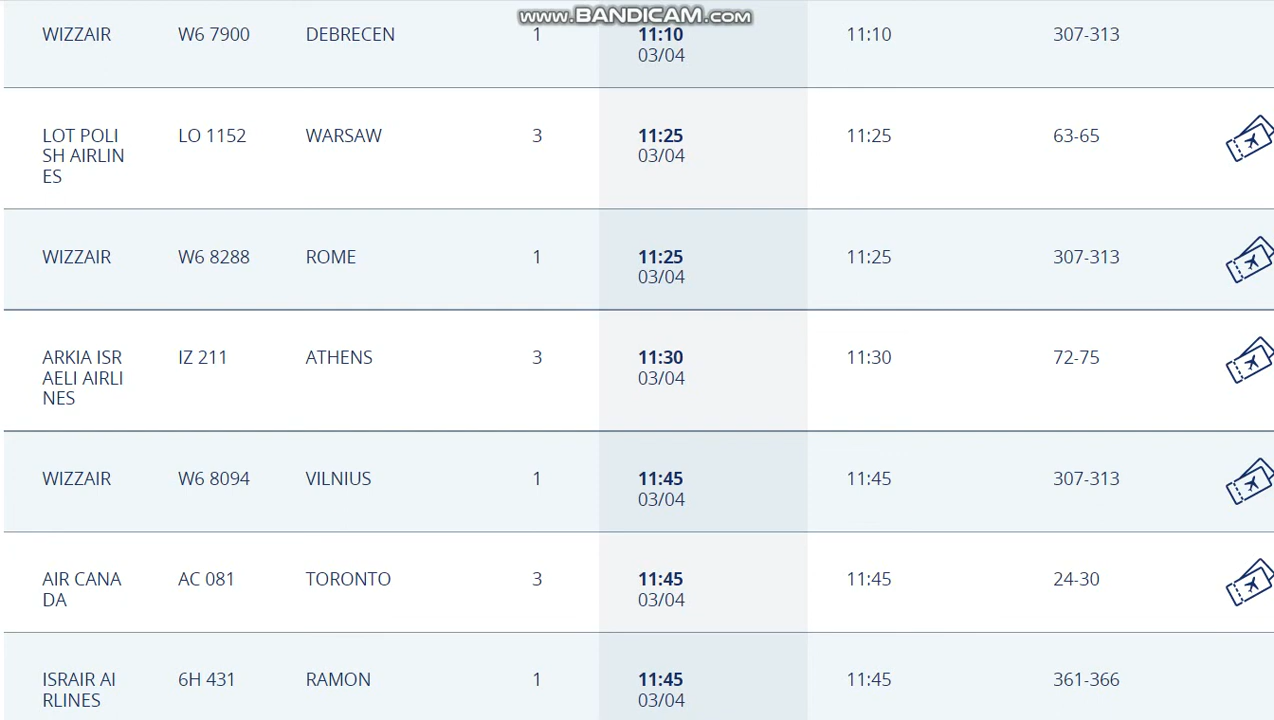 www.BANDICAM.com
WIZZAIR W6 7900 DEBRECEN 1 11:10 11:10 307-313
03/04
LOT POLI LO 1152 WARSAW 3 11:25 11:25 63-65
SH AIRLIN 03/04
ES
WIZZAIR W6 8288 ROME 1 11:25 11:25 307-313
03/04
ARKIA ISR IZ 211 ATHENS 3 11:30 11:30 72-75
AELI AIRLI 03/04
NES
WIZZAIR W6 8094 VILNIUS 1 11:45 11:45 307-313
03/04
AIR CANA AC 081 TORONTO 3 11:45 11:45 24-30
DA 03/04
ISRAIR AI 6H 431 RAMON 1 11:45 11:45 361-366
RLINES 03/04